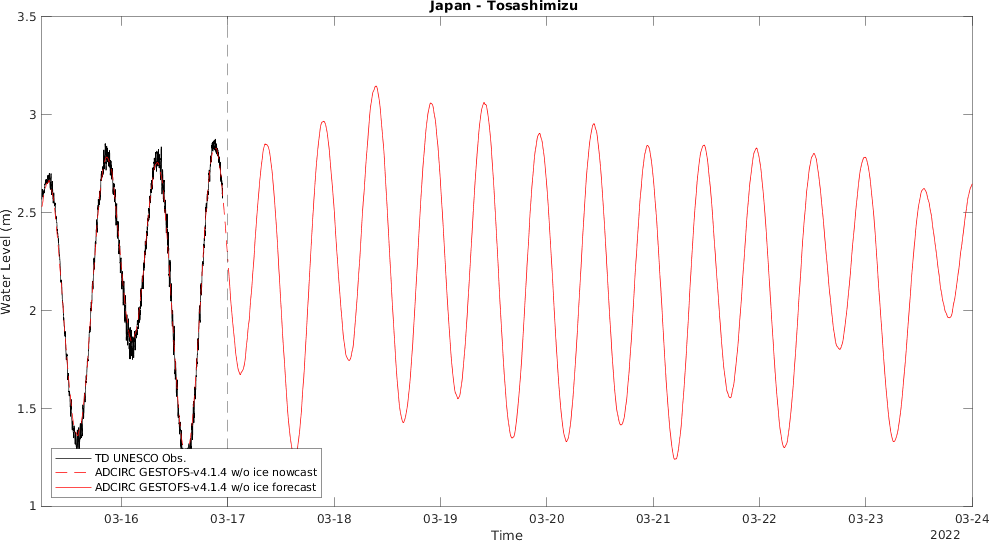 Japan - Tosashimizu
3.5
3
2.5
2
1.5
1
Water Level (m)
TD UNESCO Obs.
ADCIRC GESTOFS-v4.1.4 w/o ice nowcast
ADCIRC GESTOFS-v4.1.4 w/o ice forecast
03-16 03-17 03-18 03-19 03-20 03-21 03-22 03-23 03-24
Time
2022